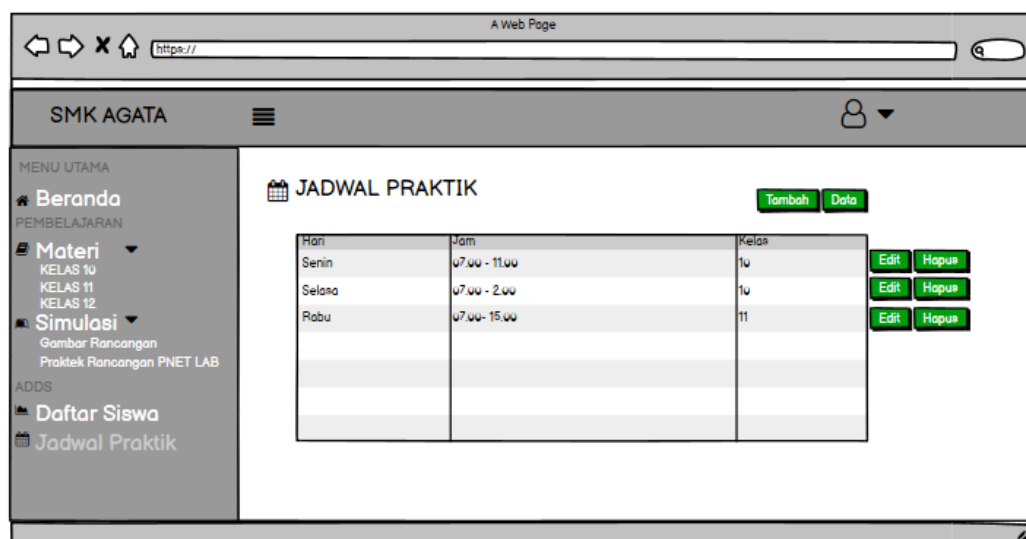 A Web Page
https://
SMK AGATA
MENU UTAMA
Beranda
PEMBELAJARAN
Materi
KELAS 10
KELAS 11
KELAS 12
Simulasi
Gambar Rancangan
Praktek Rancangan PNET LAB
ADDS
Daftar Siswa
Jadwal Praktik
JADWAL PRAKTIK
Tambah Data
Hari Jam Kelas
Senin 07.00 - 11.00 10 Edit Hapus
Selasa 07.00 - 2.00 10 Edit Hapus
Rabu 07.00- 15.00 11 Edit Hapus